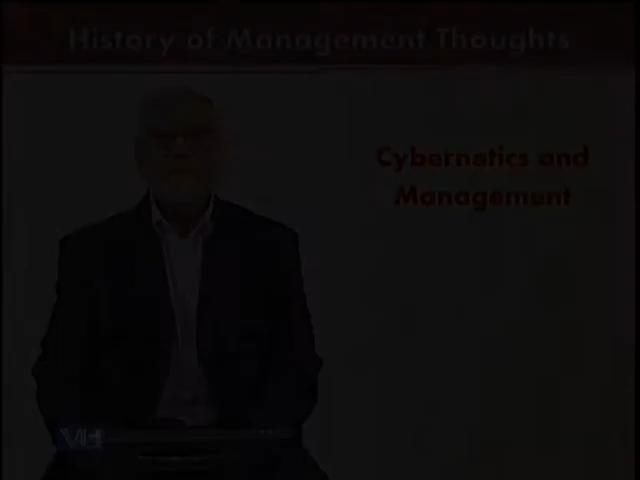 History of Management Thoughts
Cybernetics and
Management